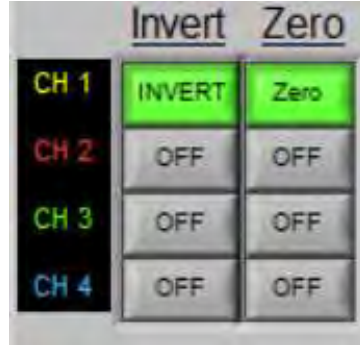 Invert Zero
CH 1 INVERT Zero
CH 2 OFF OFF
CH 3 OFF OFF
CH 4 OFF OFF